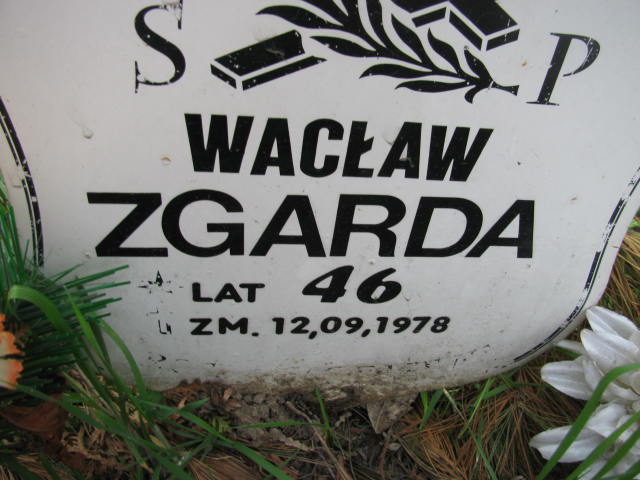 S P
WACŁAW
ZGARDA
LAT 46
ZM. 12,09,1978